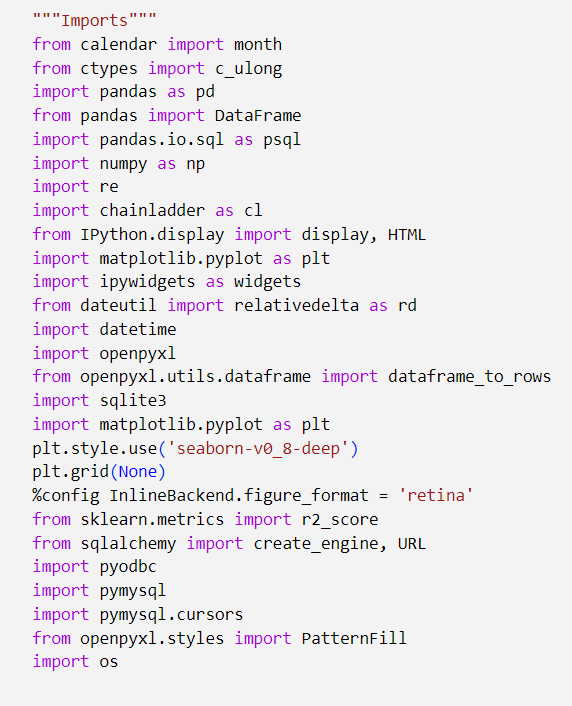 """Imports"""
from calendar import month
from ctypes import c_ulong
import pandas as pd
from pandas import DataFrame
import pandas.io.sql as psql
import numpy as np
import re
import chainladder as cl
from IPython.display import display, HTML
import matplotlib.pyplot as plt
import ipywidgets as widgets
from dateutil import relativedelta as rd
import datetime
import openpyxl
from openpyxl.utils.dataframe import dataframe_to_rows
import sqlite3
import matplotlib.pyplot as plt
plt.style.use('seaborn-v0_8-deep')
plt.grid(None)
%config InlineBackend.figure_format = 'retina'
from sklearn.metrics import r2_score
from sqlalchemy import create_engine, URL
import pyodbc
import pymysql
import pymysql.cursors
from openpyxl.styles import PatternFill
import os